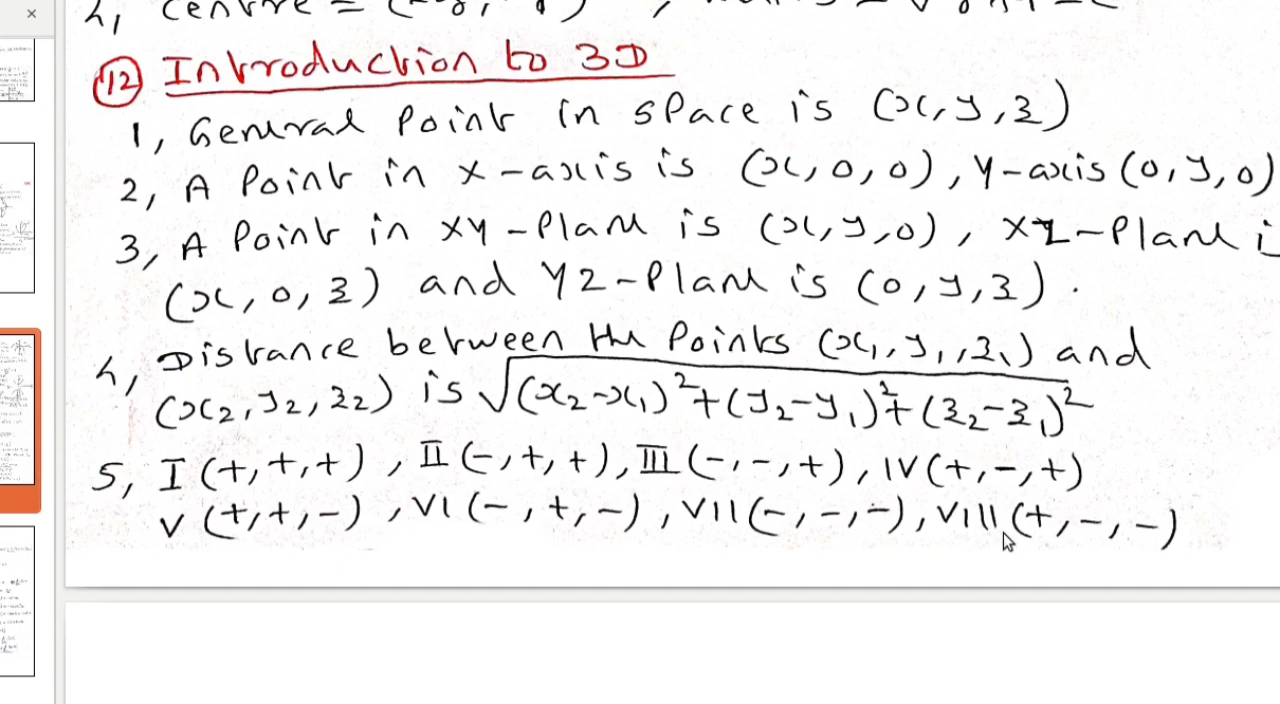 4, Centre = (
(12) Introduction to 3D
1, General Point in space is (x, y, z)
2, A Point in x-axis is (x, 0, 0), y-axis (0, y, 0)
3, A Point in XY-Plane is (x, y, 0), XZ-Plane i
(x, 0, z) and YZ-Plane is (0, y, z).
4, Distance between the Points (x₁, y₁, z₁) and
(x₂, y₂, z₂) is √(x₂-x₁)²+(y₂-y₁)²+(z₂-z₁)²
5, I (+,+,+), II (-,+,+), III (-,-,+), IV (+,-,+)
V (+,+,-), VI (-,+,-), VII (-,-,-), VIII (+,-,-)